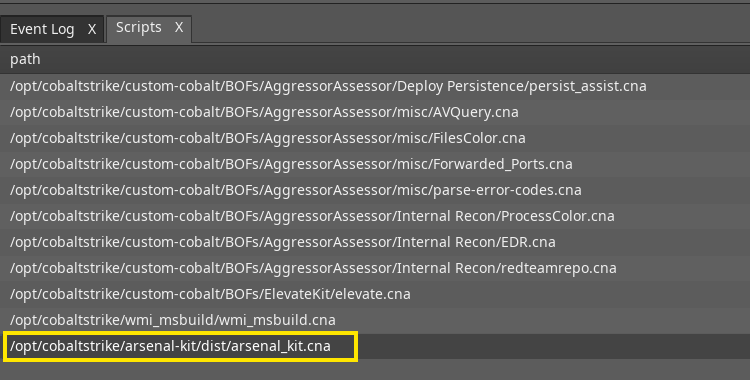 Event Log X Scripts X
path
/opt/cobaltstrike/custom-cobalt/BOFs/AggressorAssessor/Deploy Persistence/persist_assist.cna
/opt/cobaltstrike/custom-cobalt/BOFs/AggressorAssessor/misc/AVQuery.cna
/opt/cobaltstrike/custom-cobalt/BOFs/AggressorAssessor/misc/FilesColor.cna
/opt/cobaltstrike/custom-cobalt/BOFs/AggressorAssessor/misc/Forwarded_Ports.cna
/opt/cobaltstrike/custom-cobalt/BOFs/AggressorAssessor/misc/parse-error-codes.cna
/opt/cobaltstrike/custom-cobalt/BOFs/AggressorAssessor/Internal Recon/ProcessColor.cna
/opt/cobaltstrike/custom-cobalt/BOFs/AggressorAssessor/Internal Recon/EDR.cna
/opt/cobaltstrike/custom-cobalt/BOFs/AggressorAssessor/Internal Recon/redteamrepo.cna
/opt/cobaltstrike/custom-cobalt/BOFs/ElevateKit/elevate.cna
/opt/cobaltstrike/wmi_msbuild/wmi_msbuild.cna
/opt/cobaltstrike/arsenal-kit/dist/arsenal_kit.cna